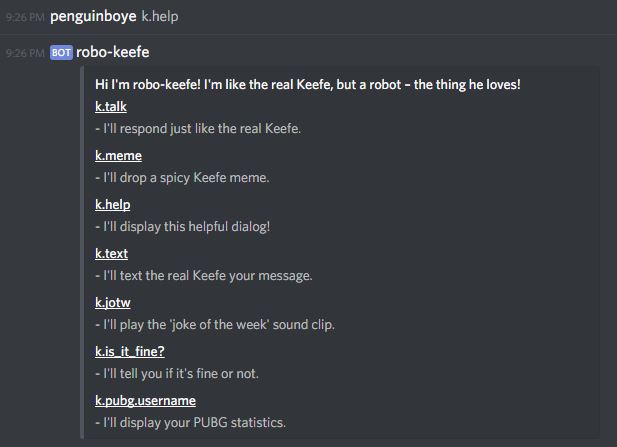 9:26 PM penguinboye k.help
9:26 PM BOT robo-keefe
Hi I'm robo-keefe! I'm like the real Keefe, but a robot – the thing he loves!
k.talk
- I'll respond just like the real Keefe.
k.meme
- I'll drop a spicy Keefe meme.
k.help
- I'll display this helpful dialog!
k.text
- I'll text the real Keefe your message.
k.jotw
- I'll play the 'joke of the week' sound clip.
k.is_it_fine?
- I'll tell you if it's fine or not.
k.pubg.username
- I'll display your PUBG statistics.